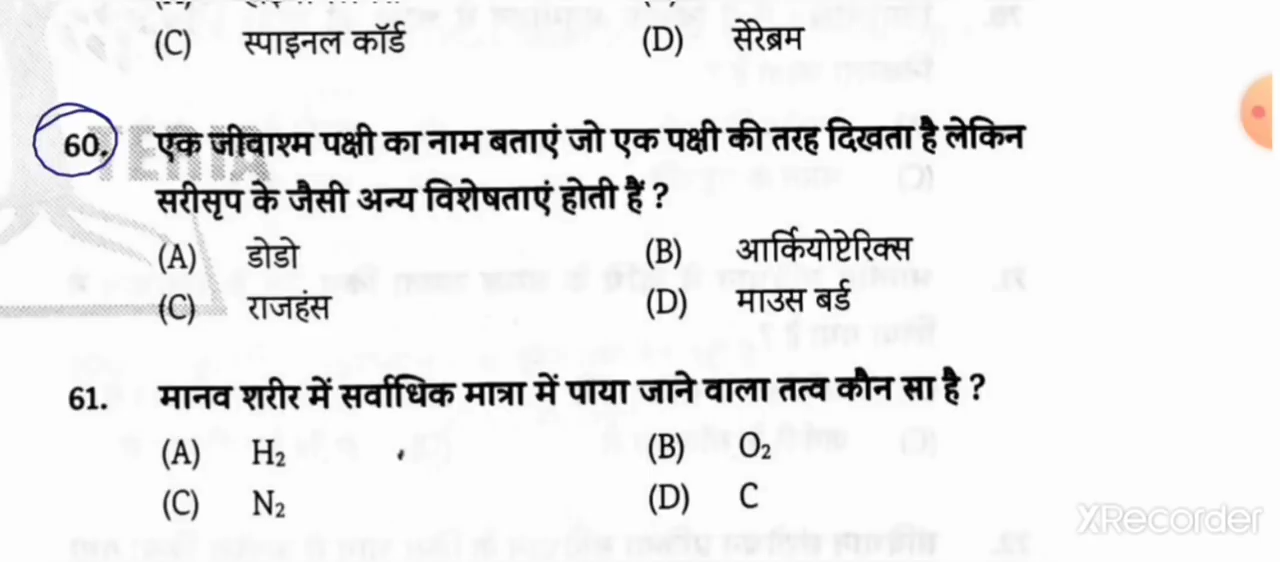 (C) स्पाइनल कॉर्ड (D) सेरेब्रम
60. एक जीवाश्म पक्षी का नाम बताएं जो एक पक्षी की तरह दिखता है लेकिन
सरीसृप के जैसी अन्य विशेषताएं होती हैं ?
(A) डोडो (B) आर्कियोप्टेरिक्स
(C) राजहंस (D) माउस बर्ड
61. मानव शरीर में सर्वाधिक मात्रा में पाया जाने वाला तत्व कौन सा है ?
(A) H₂ (B) O₂
(C) N₂ (D) C
XRecorder